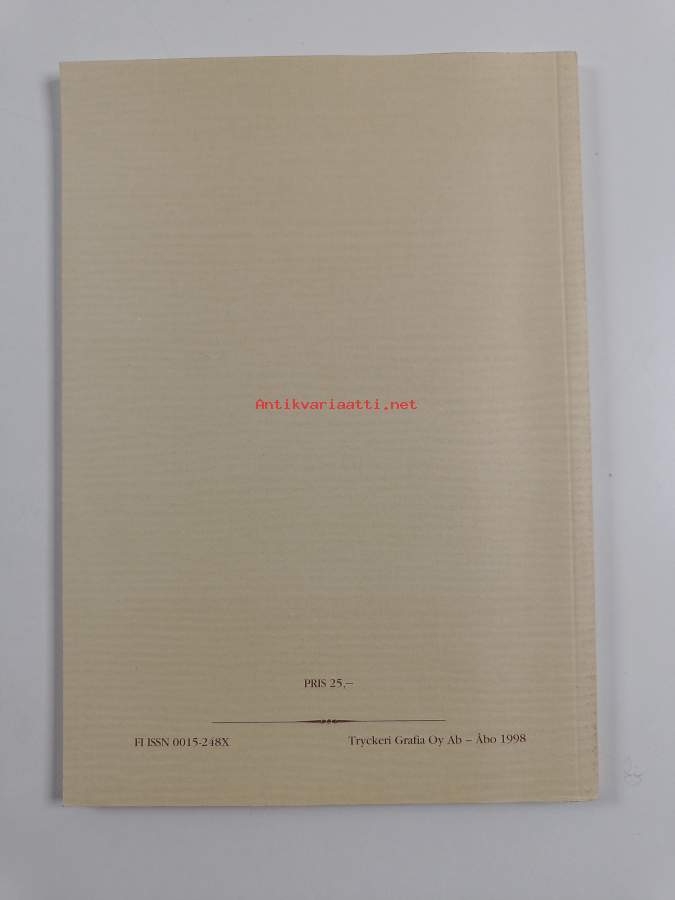 Antikvariaatti.net
PRIS 25,–
FI ISSN 0015-248X
Tryckeri Grafia Oy Ab – Åbo 1998